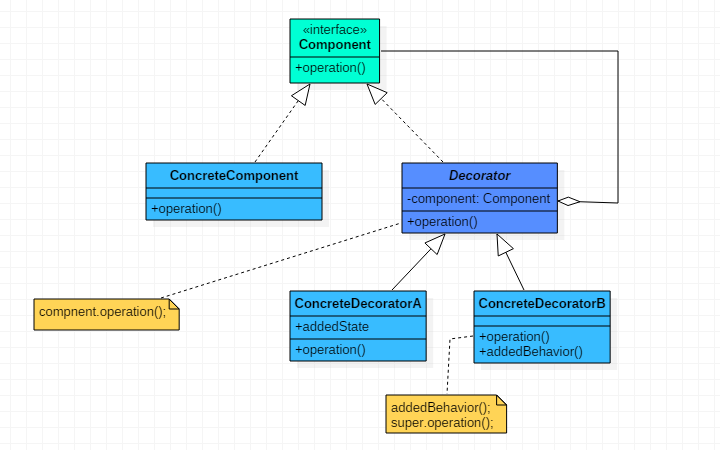 «interface»
Component
+operation()
ConcreteComponent
+operation()
Decorator
-component: Component
+operation()
compnent.operation();
ConcreteDecoratorA
+addedState
+operation()
ConcreteDecoratorB
+operation()
+addedBehavior()
addedBehavior();
super.operation();